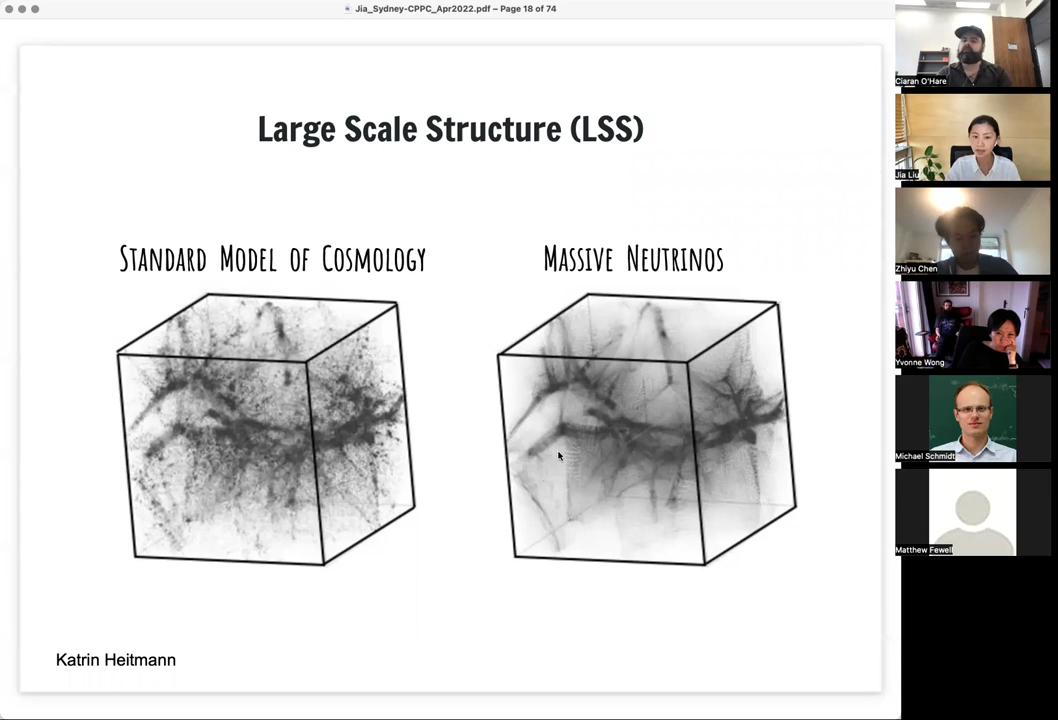 Jia_Sydney-CPPC_Apr2022.pdf – Page 18 of 74
Large Scale Structure (LSS)
Standard Model of Cosmology
Massive Neutrinos
Katrin Heitmann
Ciaran O'Hare
Jia Liu
Zhiyu Chen
Yvonne Wong
Michael Schmidt
Matthew Fewell